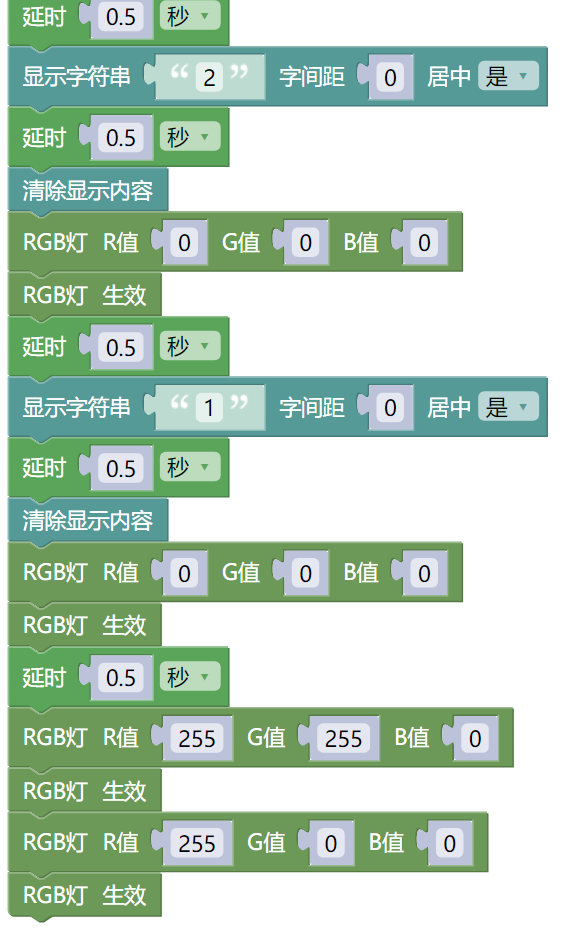 延时 0.5 秒
显示字符串 “ 2 ” 字间距 0 居中 是
延时 0.5 秒
清除显示内容
RGB灯 R值 0 G值 0 B值 0
RGB灯 生效
延时 0.5 秒
显示字符串 “ 1 ” 字间距 0 居中 是
延时 0.5 秒
清除显示内容
RGB灯 R值 0 G值 0 B值 0
RGB灯 生效
延时 0.5 秒
RGB灯 R值 255 G值 255 B值 0
RGB灯 生效
RGB灯 R值 255 G值 0 B值 0
RGB灯 生效